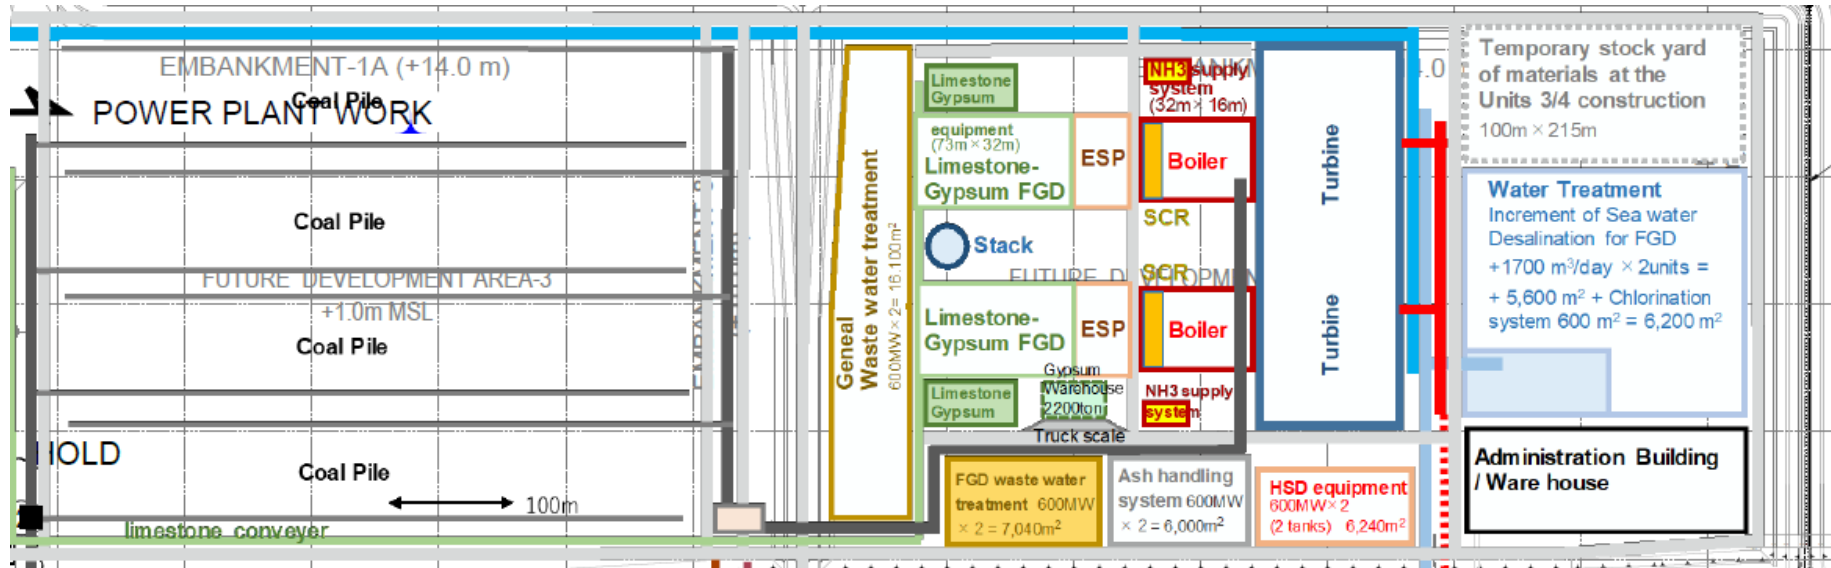 EMBANKMENT-1A (+14.0 m)
Coal Pile
POWER PLANT WORK
Coal Pile
FUTURE DEVELOPMENT AREA-3
+1.0m MSL
Coal Pile
HOLD
Coal Pile
100m
limestone conveyer
Geneal
Waste water treatment
600MW × 2= 16,100m²
Limestone
Gypsum
equipment
(73m × 32m)
Limestone-
Gypsum FGD
ESP
Stack
FUTURE DEVELOPMEN
Limestone-
Gypsum FGD
ESP
Limestone
Gypsum
Gypsum
Warehouse
2200ton
Truck scale
NH3 supply
system
(32m × 16m)
Boiler
SCR
SCR
Boiler
NH3 supply
system
Turbine
Turbine
FGD waste water
treatment 600MW
× 2 = 7,040m²
Ash handling
system 600MW
× 2 = 6,000m²
HSD equipment
600MW × 2
(2 tanks) 6,240m²
Temporary stock yard
of materials at the
Units 3/4 construction
100m × 215m
Water Treatment
Increment of Sea water
Desalination for FGD
+1700 m³/day × 2units =
+ 5,600 m² + Chlorination
system 600 m² = 6,200 m²
Administration Building
/ Ware house